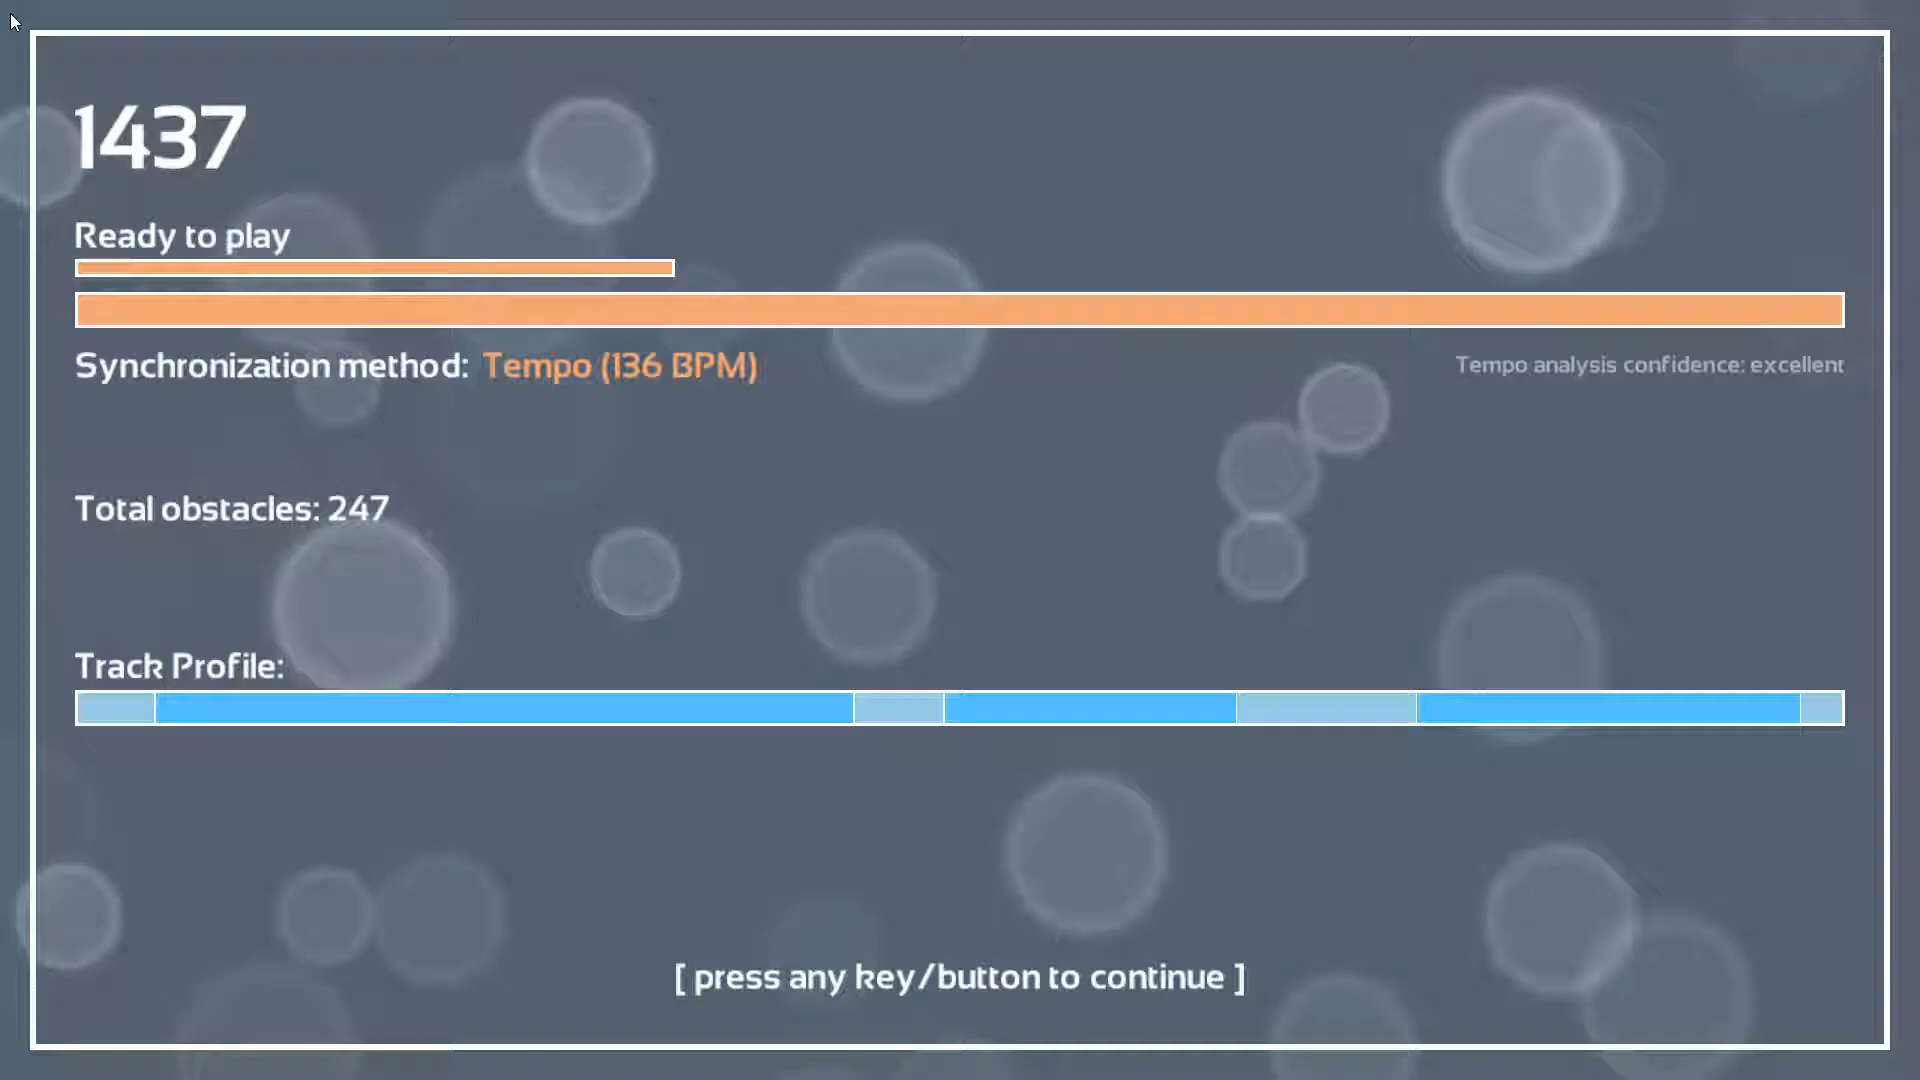 1437
Ready to play
Synchronization method: Tempo (136 BPM)
Tempo analysis confidence: excellent
Total obstacles: 247
Track Profile:
[ press any key/button to continue ]